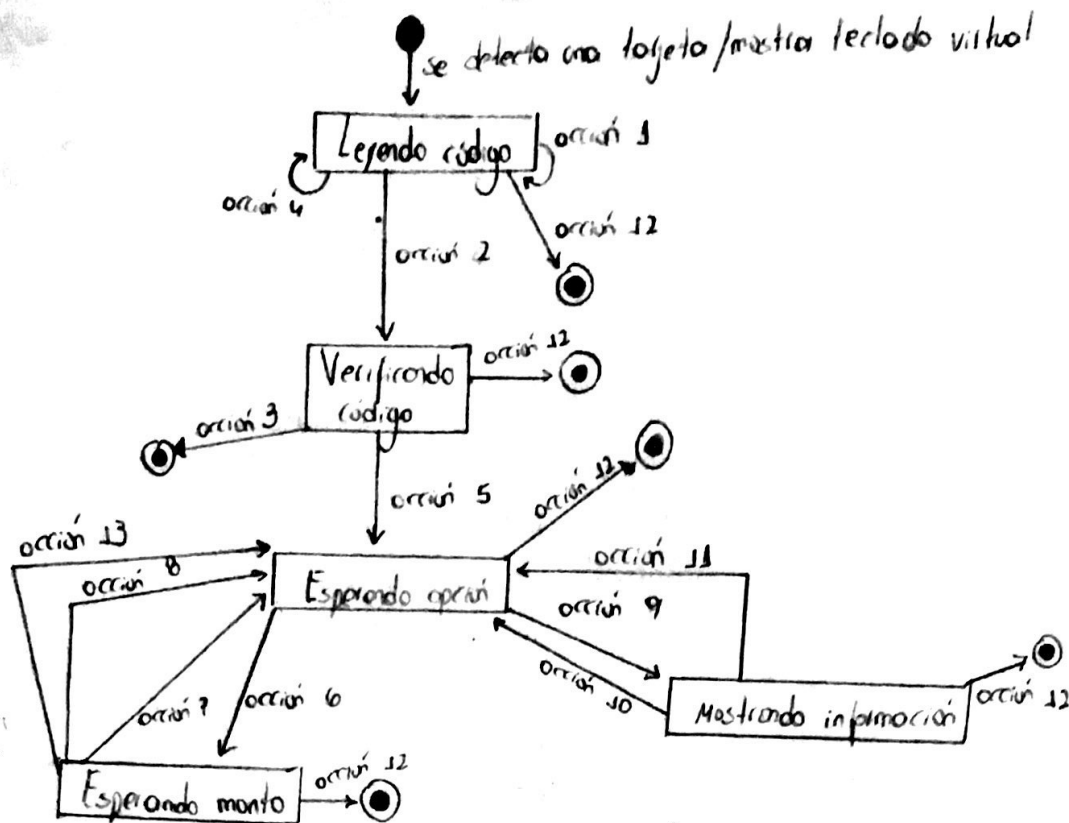 se detecta una tarjeta/mostrar teclado virtual
Leyendo código
acción 1
acción 4
acción 12
acción 2
acción 12
Verificando
código
acción 3
acción 5
acción 12
acción 13
acción 8
acción 11
Esperando opción
acción 9
acción 7
acción 6
acción 10
acción 12
Mostrando información
acción 12
Esperando monto